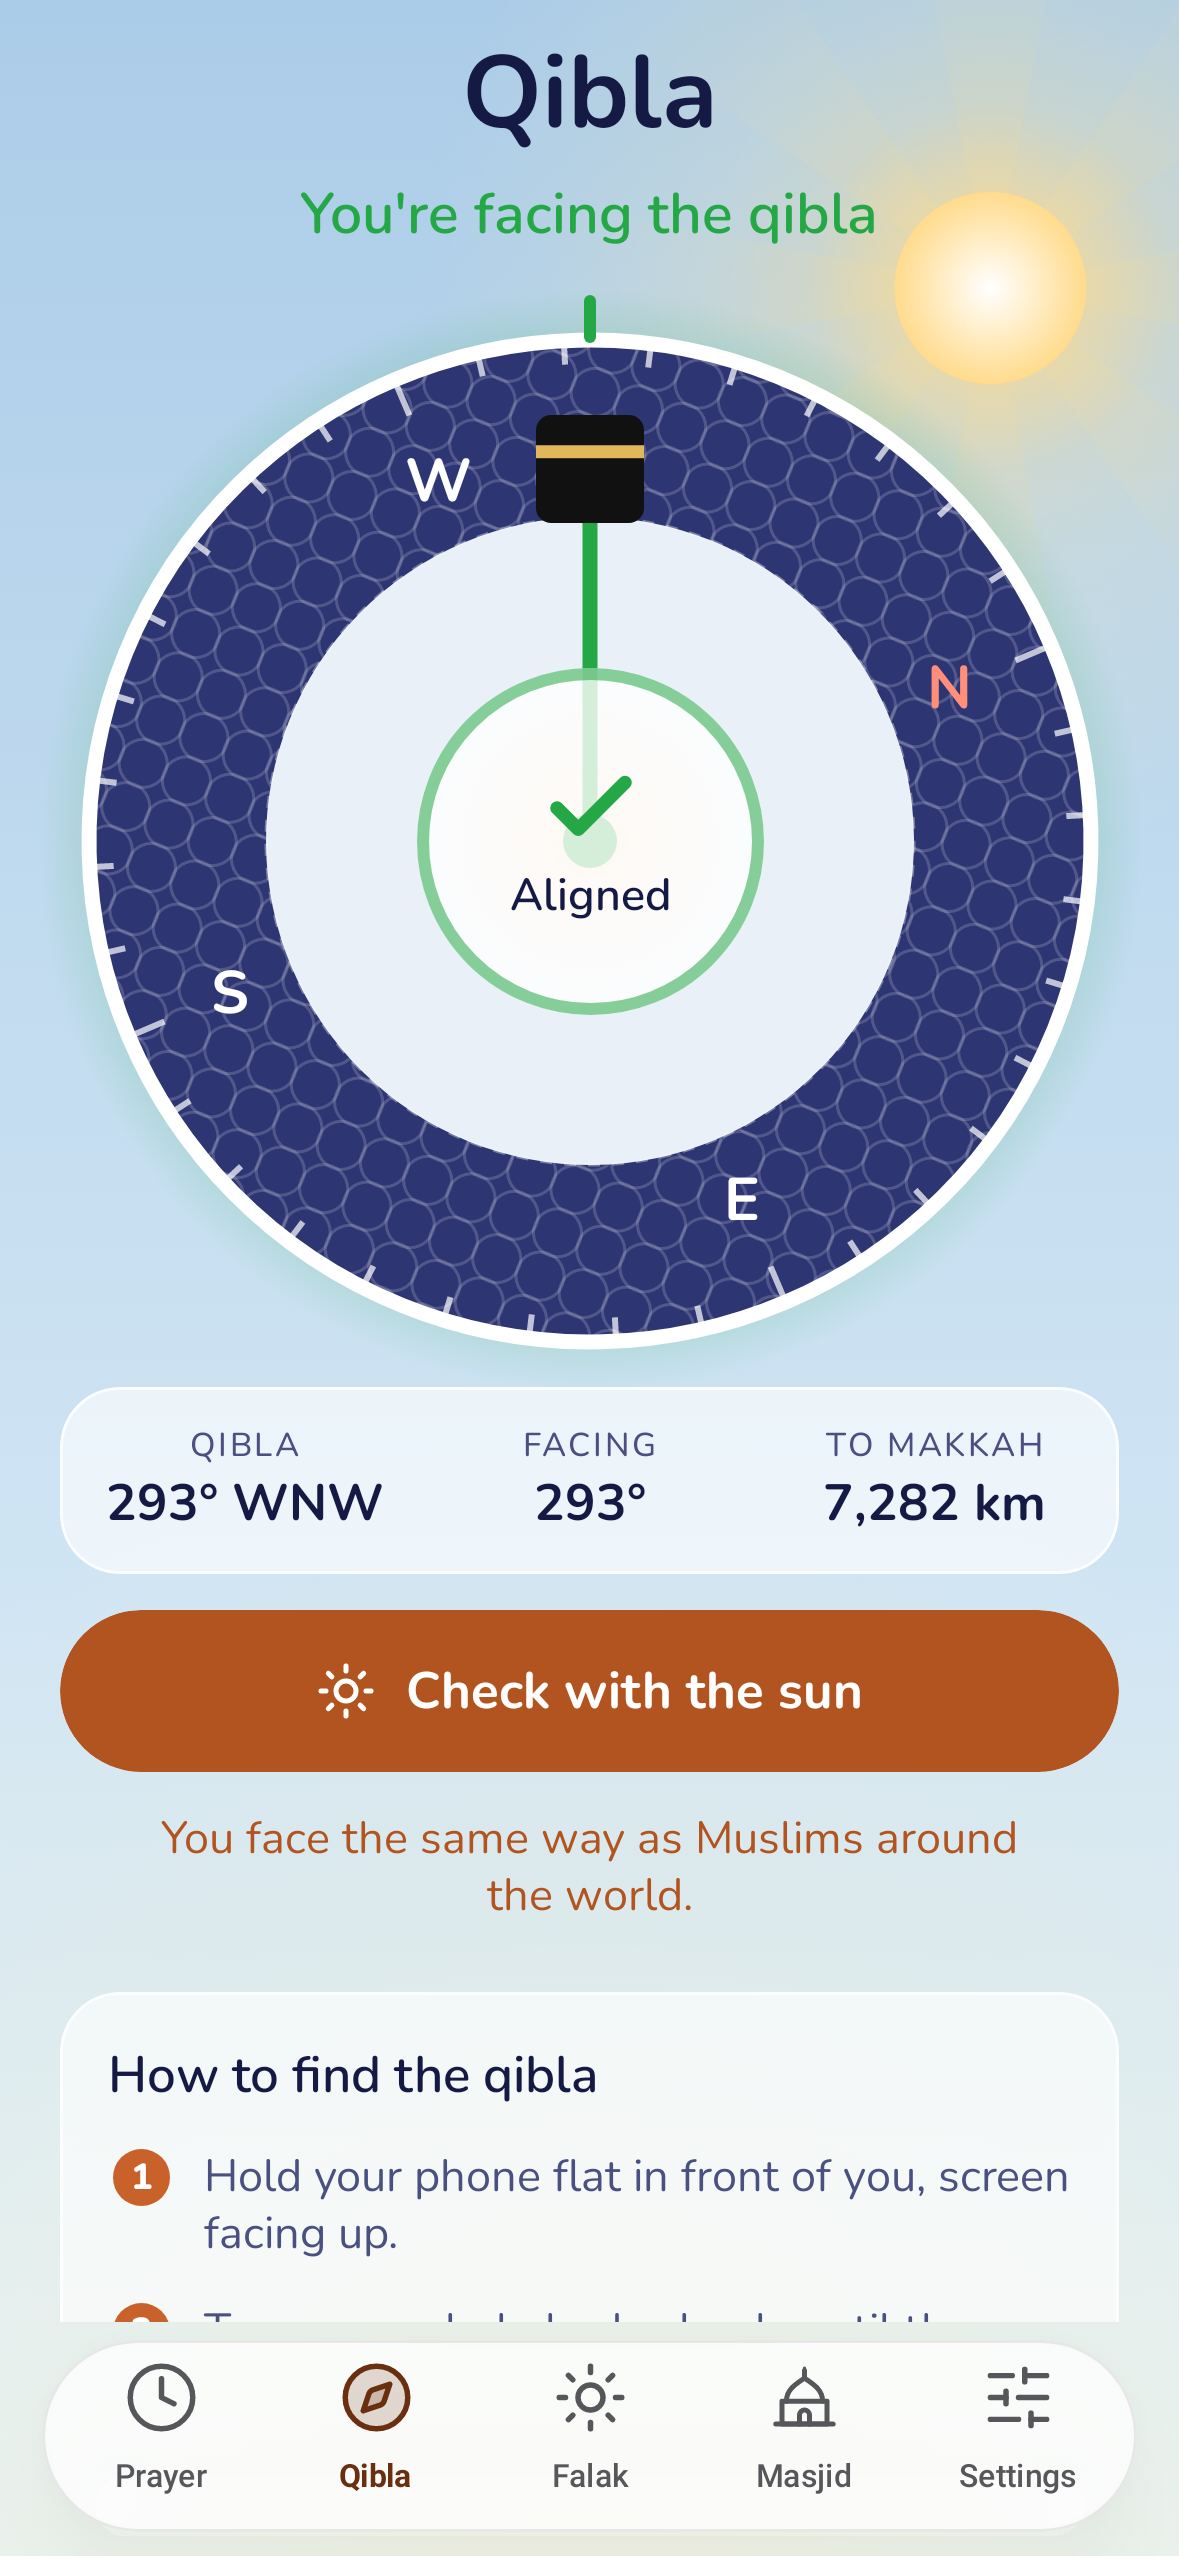 Qibla
You're facing the qibla
W
N
Aligned
S
E
QIBLA FACING TO MAKKAH
293° WNW 293° 7,282 km
Check with the sun
You face the same way as Muslims around
the world.
How to find the qibla
1 Hold your phone flat in front of you, screen
facing up.
Prayer Qibla Falak Masjid Settings